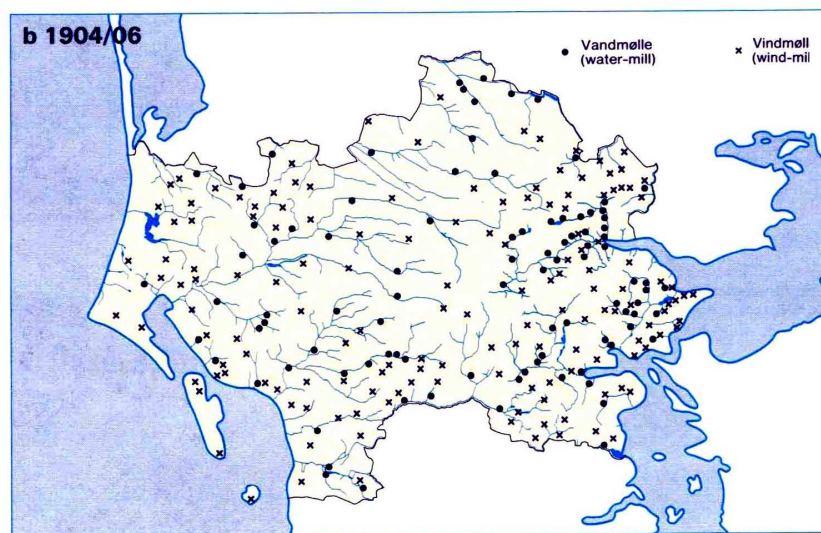 b 1904/06
Vandmølle
(water-mill)
Vindmøll
(wind-mil